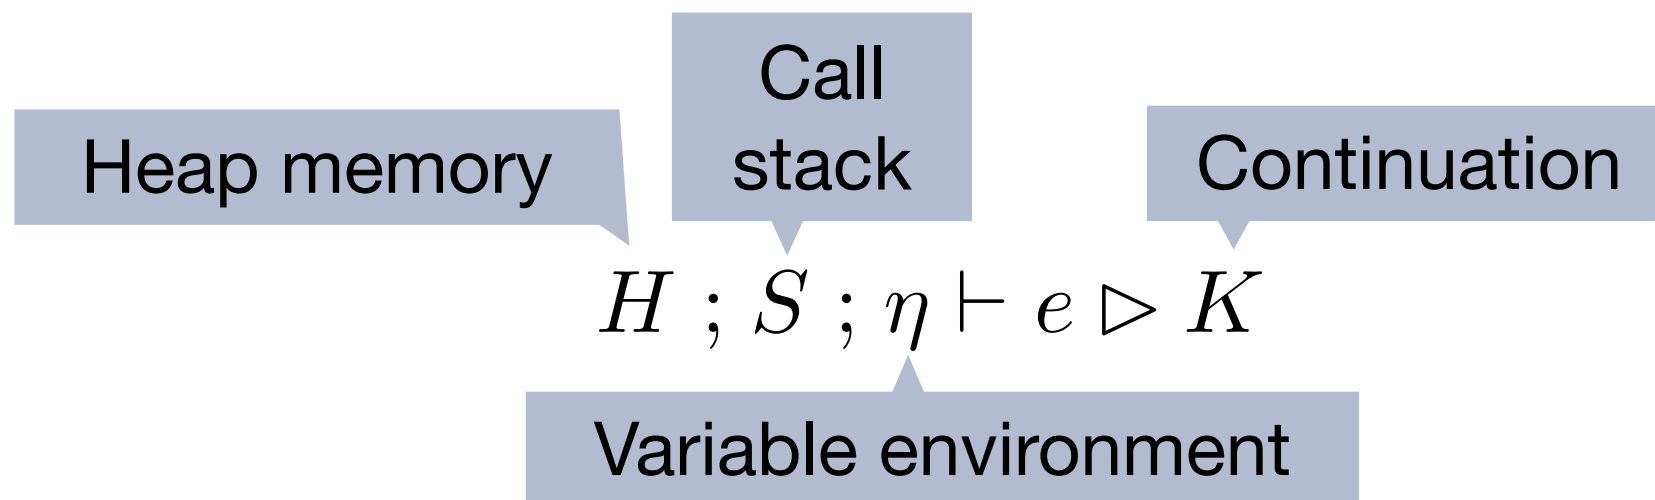 Call
stack
Heap memory
Continuation
H ; S ; η ⊢ e ▷ K
Variable environment